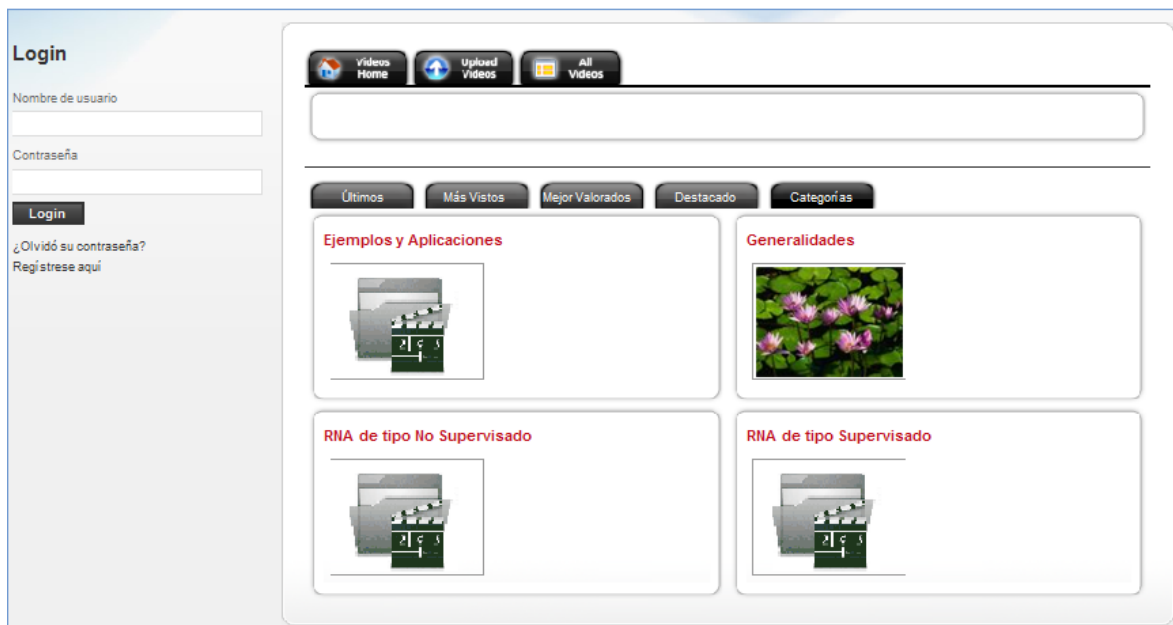 Login
Nombre de usuario
Contraseña
Login
¿Olvidó su contraseña?
Regístrese aquí
Videos Home
Upload Videos
All Videos
Últimos
Más Vistos
Mejor Valorados
Destacado
Categorías
Ejemplos y Aplicaciones
Generalidades
RNA de tipo No Supervisado
RNA de tipo Supervisado